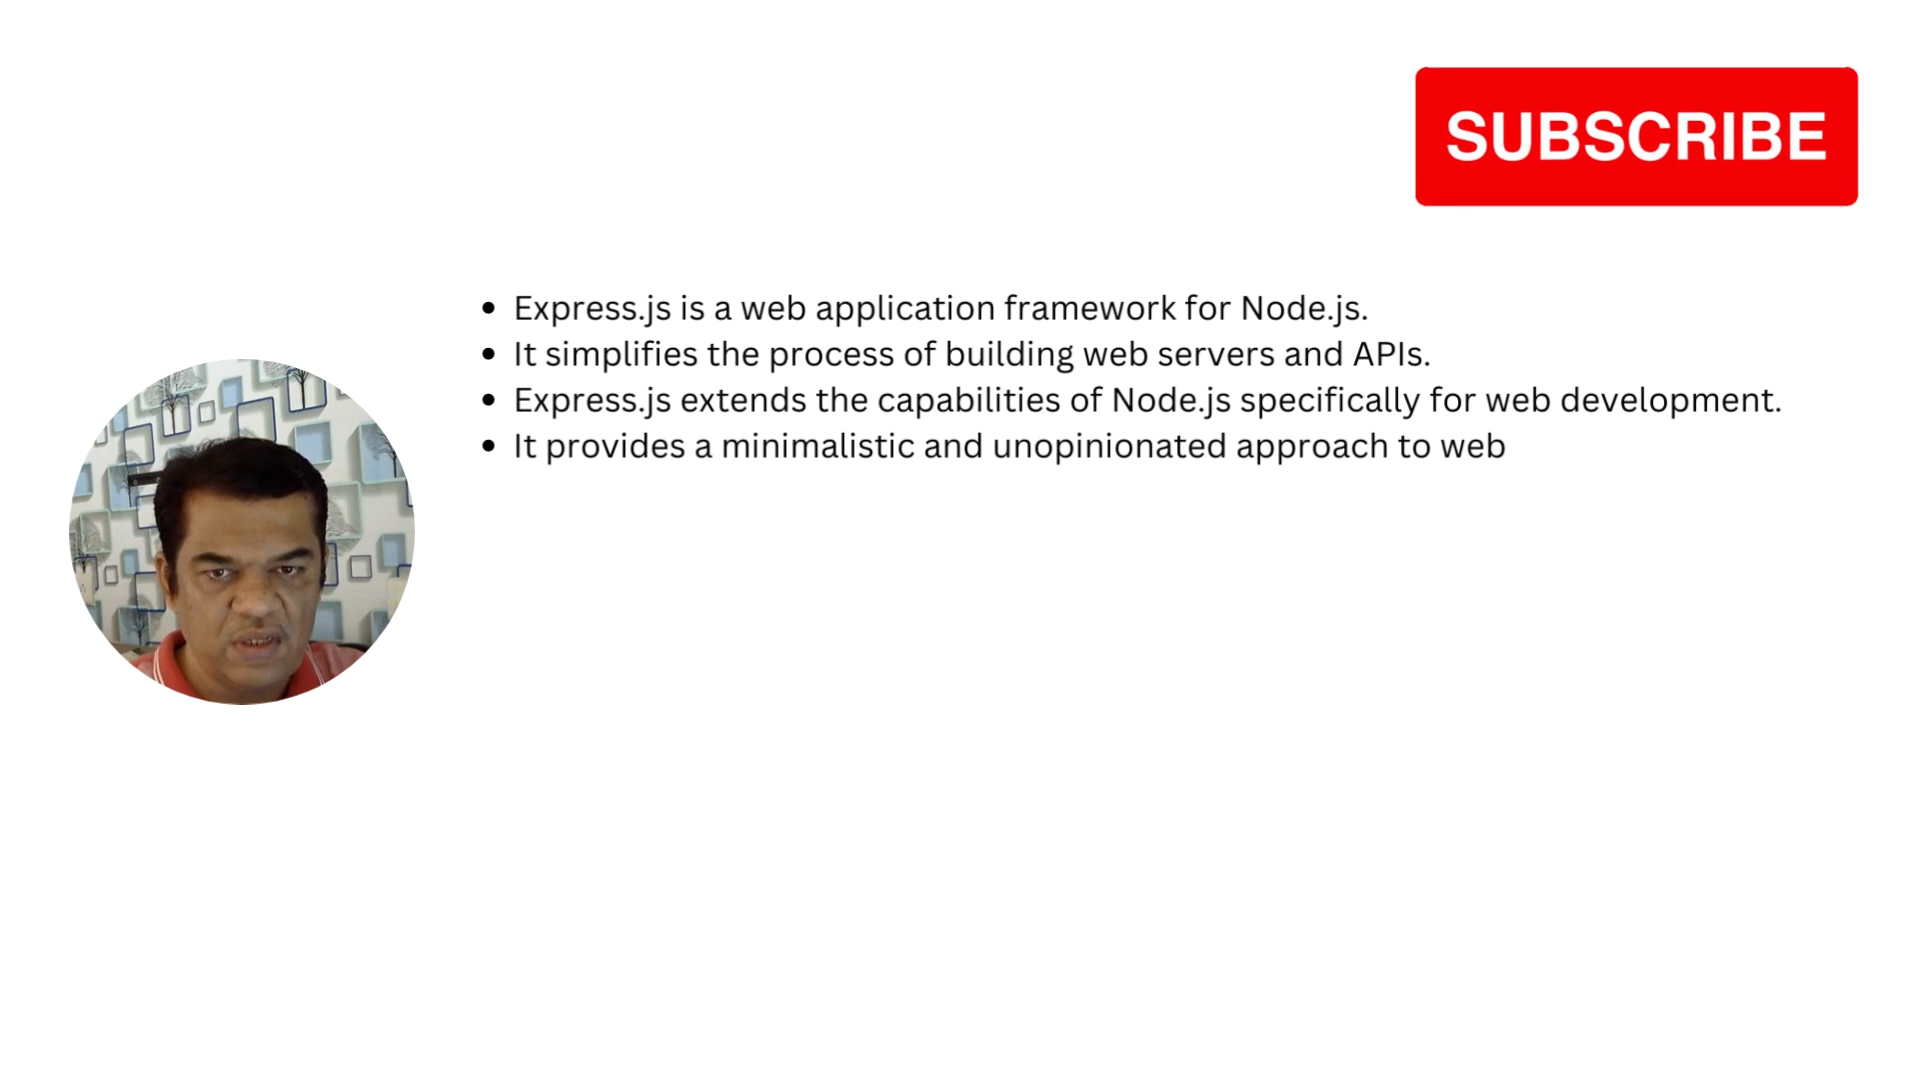 SUBSCRIBE
• Express.js is a web application framework for Node.js.
• It simplifies the process of building web servers and APIs.
• Express.js extends the capabilities of Node.js specifically for web development.
• It provides a minimalistic and unopinionated approach to web